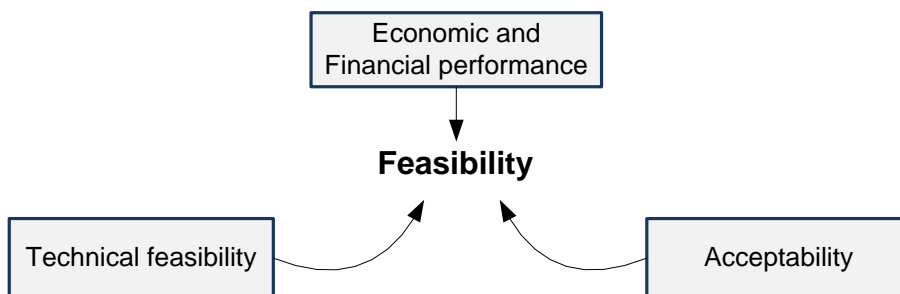 Economic and
Financial performance
Feasibility
Technical feasibility
Acceptability